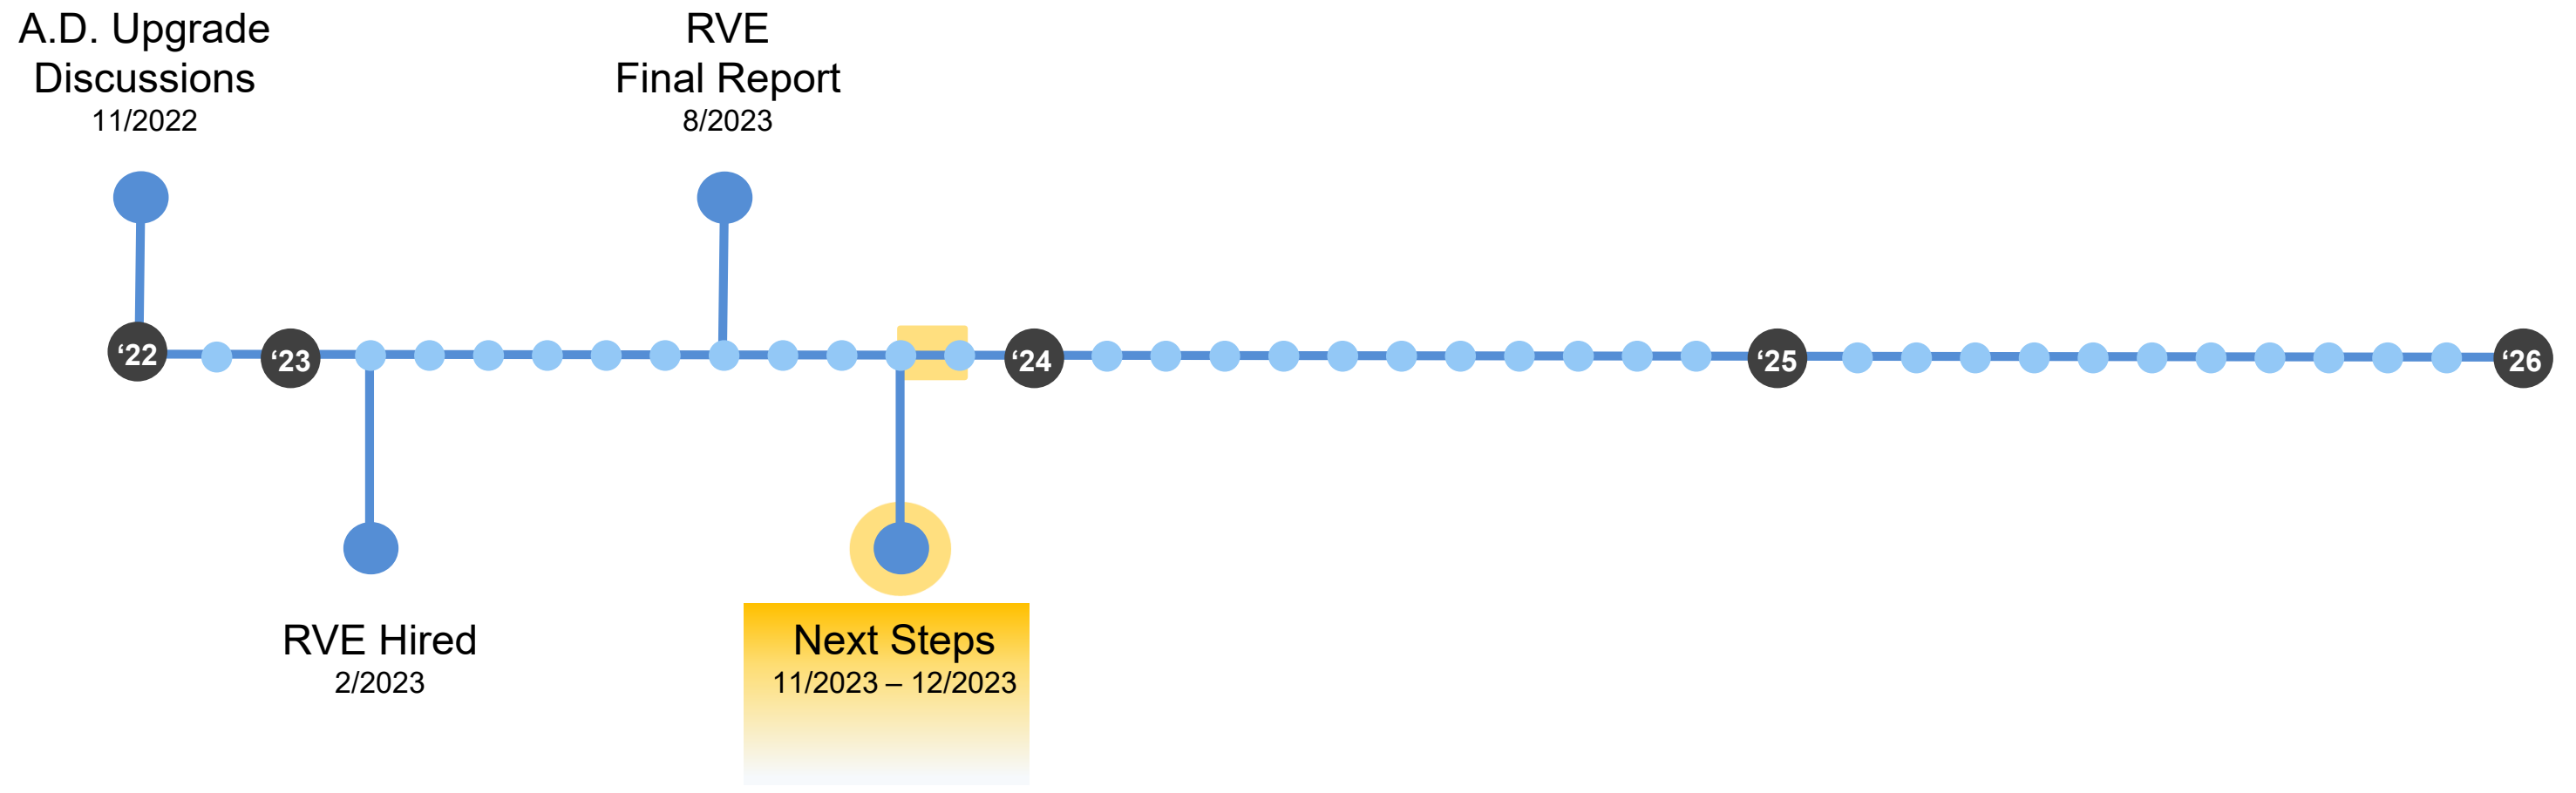 A.D. Upgrade
Discussions
11/2022
RVE
Final Report
8/2023
‘22
‘23
‘24
‘25
‘26
RVE Hired
2/2023
Next Steps
11/2023 – 12/2023